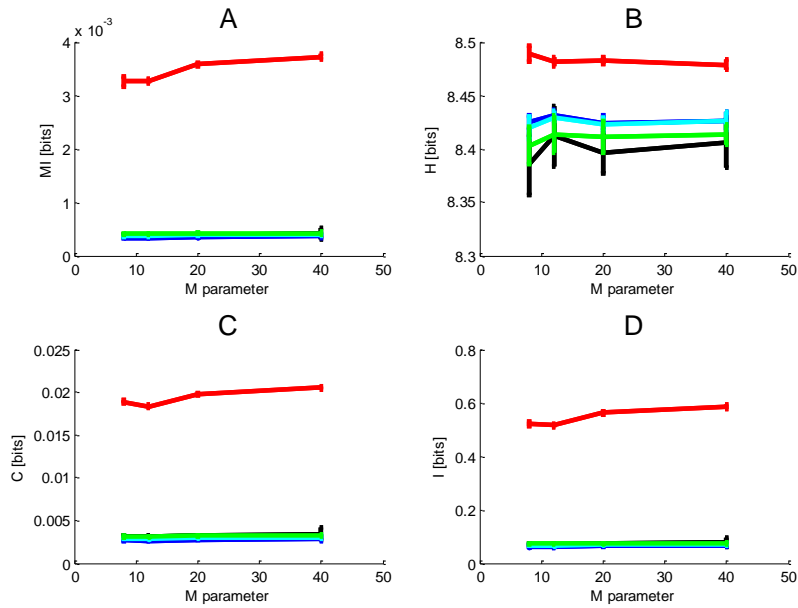 A
x 10^-3
4
3
2
1
0
MI [bits]
0 10 20 30 40 50
M parameter
B
8.5
8.45
8.4
8.35
8.3
H [bits]
0 10 20 30 40 50
M parameter
C
0.025
0.02
0.015
0.01
0.005
0
C [bits]
0 10 20 30 40 50
M parameter
D
0.8
0.6
0.4
0.2
0
I [bits]
0 10 20 30 40 50
M parameter